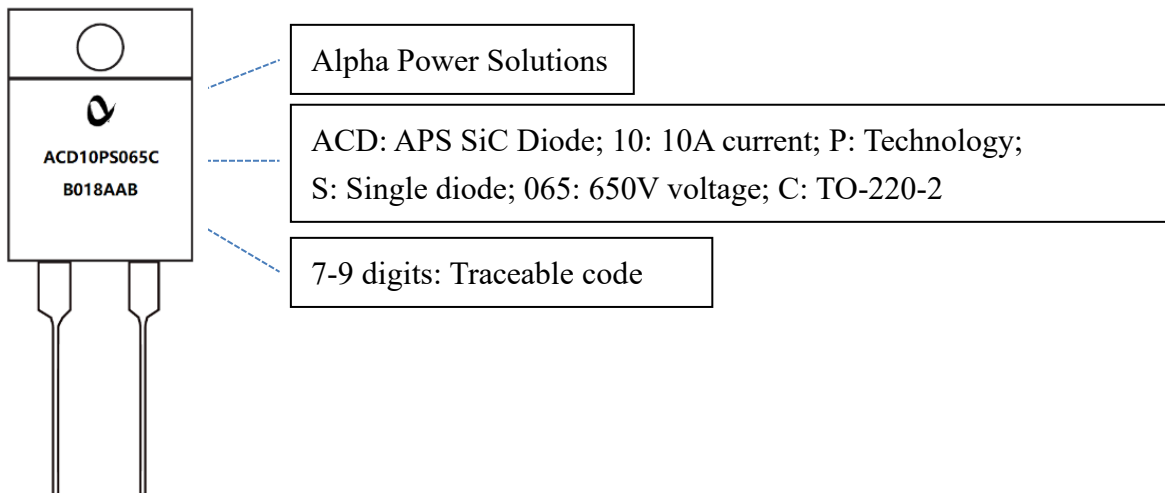 Alpha Power Solutions
ACD10PS065C
B018AAB
ACD: APS SiC Diode; 10: 10A current; P: Technology;
S: Single diode; 065: 650V voltage; C: TO-220-2
7-9 digits: Traceable code